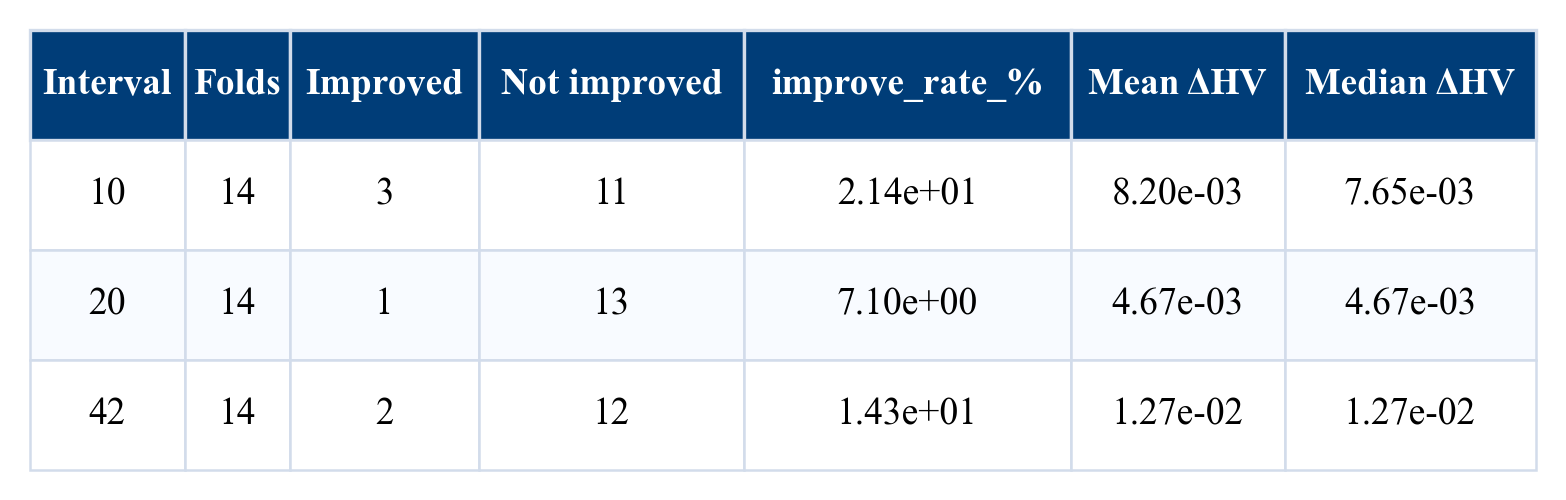 Interval Folds Improved Not improved improve_rate_% Mean ΔHV Median ΔHV
10 14 3 11 2.14e+01 8.20e-03 7.65e-03
20 14 1 13 7.10e+00 4.67e-03 4.67e-03
42 14 2 12 1.43e+01 1.27e-02 1.27e-02